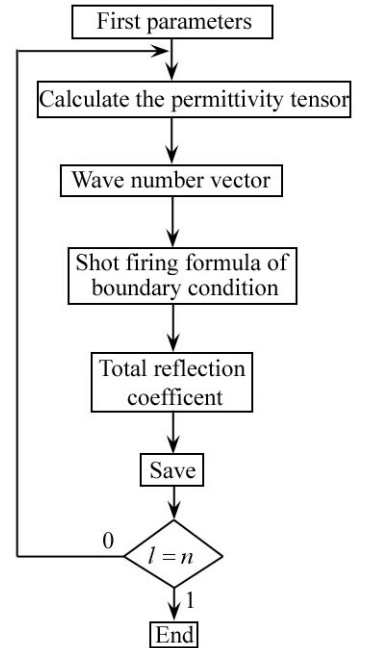 First parameters
Calculate the permittivity tensor
Wave number vector
Shot firing formula of
boundary condition
Total reflection
coefficent
Save
0
l = n
1
End